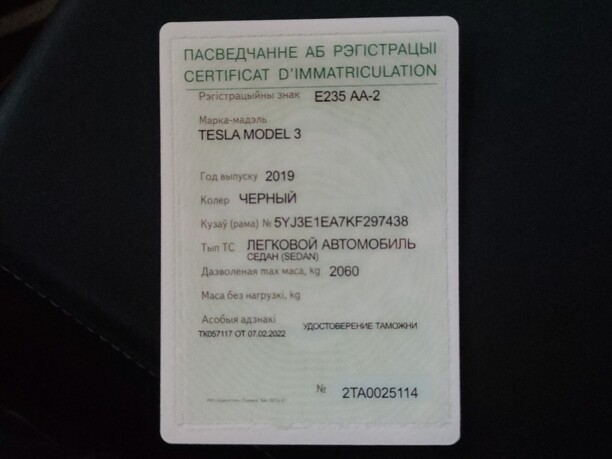 ПАСВЕДЧАННЕ АБ РЭГІСТРАЦЫІ
CERTIFICAT D'IMMATRICULATION
Рэгістрацыйны знак E235 AA-2
Марка-мадэль
TESLA MODEL 3
Год выпуску 2019
Колер ЧЕРНЫЙ
Кузаў (рама) № 5YJ3E1EA7KF297438
Тып ТС ЛЕГКОВОЙ АВТОМОБИЛЬ
СЕДАН (SEDAN)
Дазволеная max маса, kg 2060
Маса без нагрузкі, kg
Асобыя адзнакі
УДОСТОВЕРЕНИЕ ТАМОЖНИ
ТК057117 ОТ 07.02.2022
№ 2TA0025114